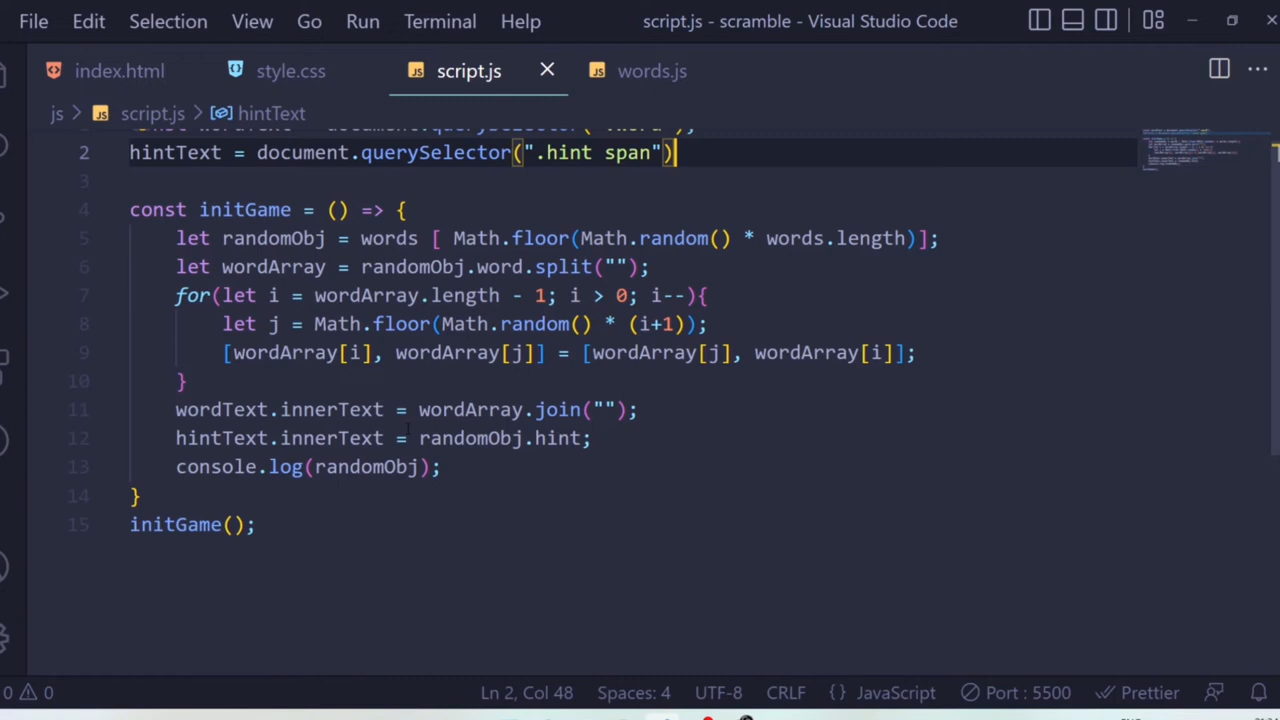 File Edit Selection View Go Run Terminal Help script.js - scramble - Visual Studio Code
index.html style.css JS script.js JS words.js
js > JS script.js > hintText
2 hintText = document.querySelector(".hint span")
3
4 const initGame = () => {
5 let randomObj = words [ Math.floor(Math.random() * words.length)];
6 let wordArray = randomObj.word.split("");
7 for(let i = wordArray.length - 1; i > 0; i--){
8 let j = Math.floor(Math.random() * (i+1));
9 [wordArray[i], wordArray[j]] = [wordArray[j], wordArray[i]];
10 }
11 wordText.innerText = wordArray.join("");
12 hintText.innerText = randomObj.hint;
13 console.log(randomObj);
14 }
15 initGame();
0 0 Ln 2, Col 48 Spaces: 4 UTF-8 CRLF {} JavaScript Port : 5500 Prettier